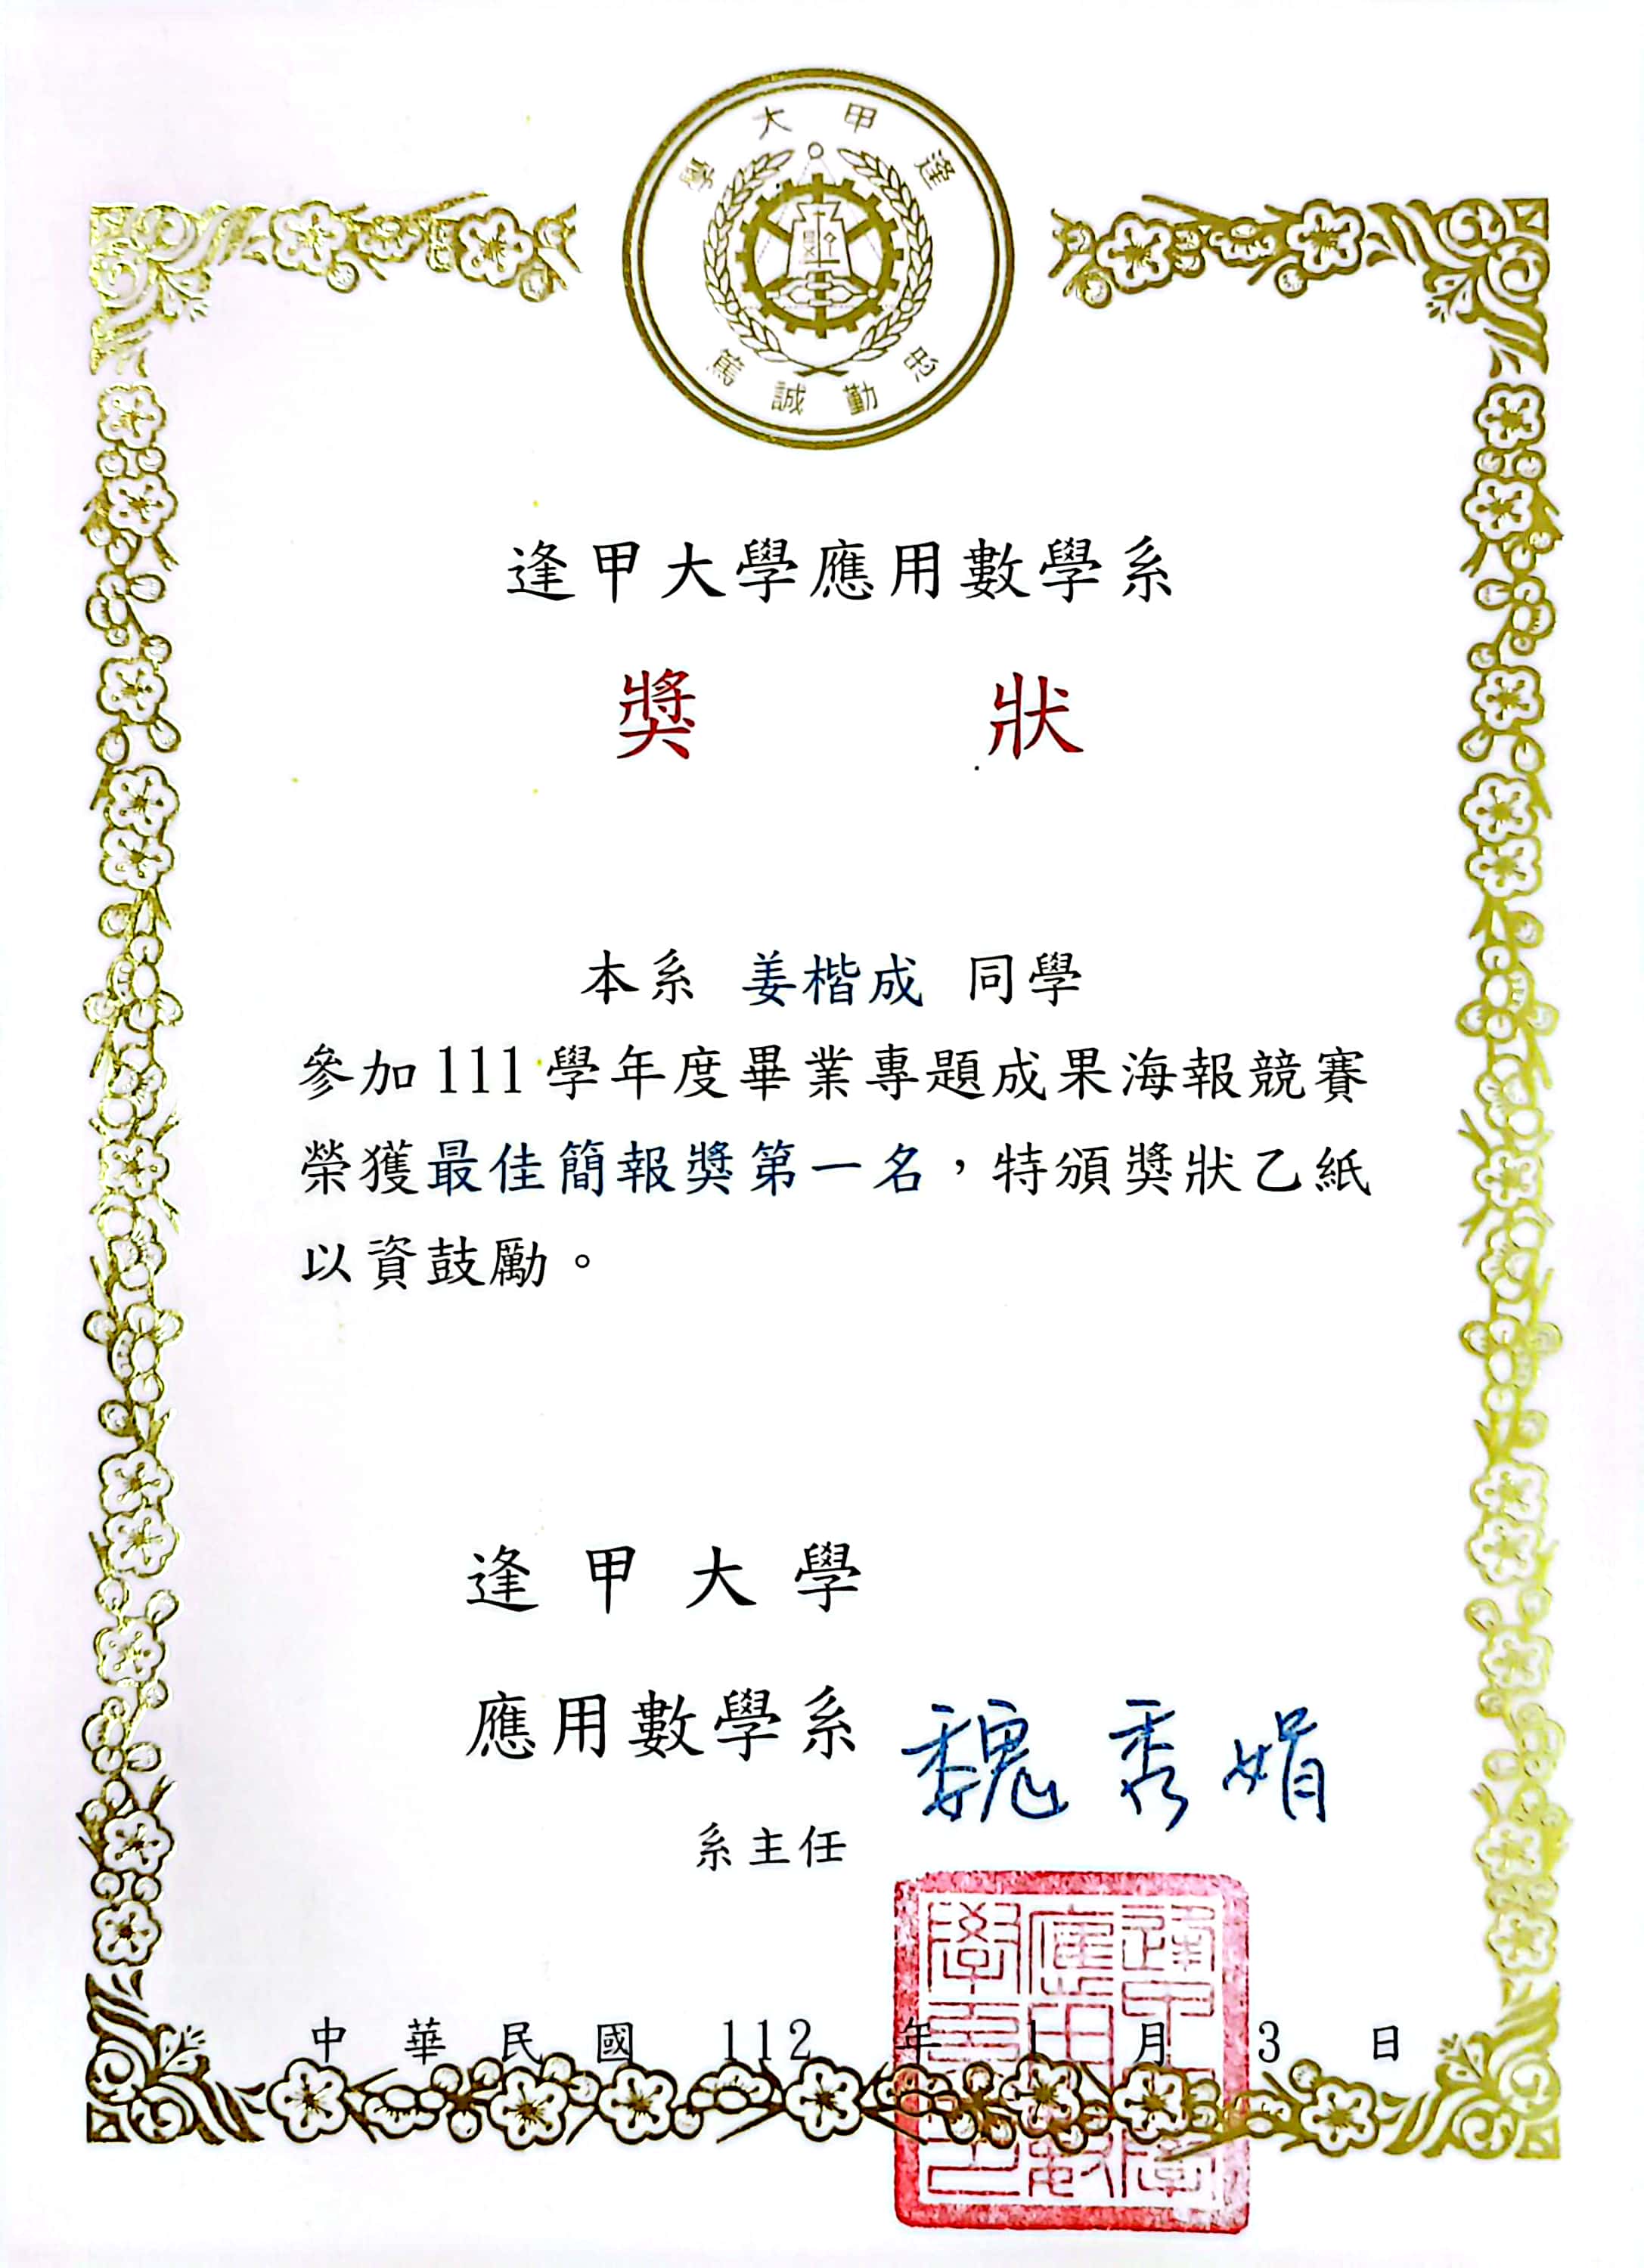 逢甲大學
忠勤誠篤
逢甲大學應用數學系
獎 狀
本系 姜楷成 同學
參加111學年度畢業專題成果海報競賽
榮獲最佳簡報獎第一名,特頒獎狀乙紙
以資鼓勵。
逢甲大學
應用數學系 魏秀娟
系主任
中華民國 112 年 1 月 3 日